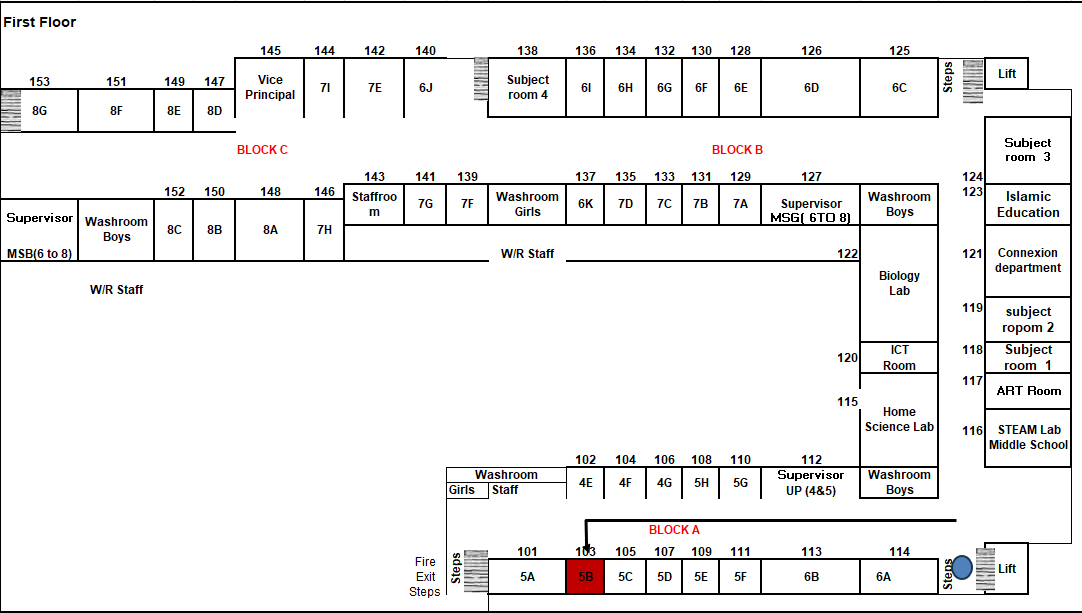 First Floor
145 144 142 140 138 136 134 132 130 128 126 125
153 151 149 147
Vice
Principal
7I 7E 6J
Subject
room 4
6I 6H 6G 6F 6E 6D 6C
Steps
Lift
8G 8F 8E 8D
BLOCK C
BLOCK B
Subject
room 3
143 141 139 137 135 133 131 129 127
124
152 150 148 146
123
Supervisor
MSB(6 to 8)
Washroom
Boys
8C 8B 8A 7H
Staffroo
m
7G 7F
Washroom
Girls
6K 7D 7C 7B 7A
Supervisor
MSG( 6TO 8)
Washroom
Boys
Islamic
Education
W/R Staff
122
121
Connexion
department
Biology
Lab
W/R Staff
119
subject
ropom 2
120
ICT
Room
118
Subject
room 1
117
ART Room
115
Home
Science Lab
116
STEAM Lab
Middle School
102 104 106 108 110 112
Washroom
Girls Staff
4E 4F 4G 5H 5G
Supervisor
UP (4&5)
Washroom
Boys
BLOCK A
101 103 105 107 109 111 113 114
Fire
Exit
Steps
Steps
5A 5B 5C 5D 5E 5F 6B 6A
Steps
Lift